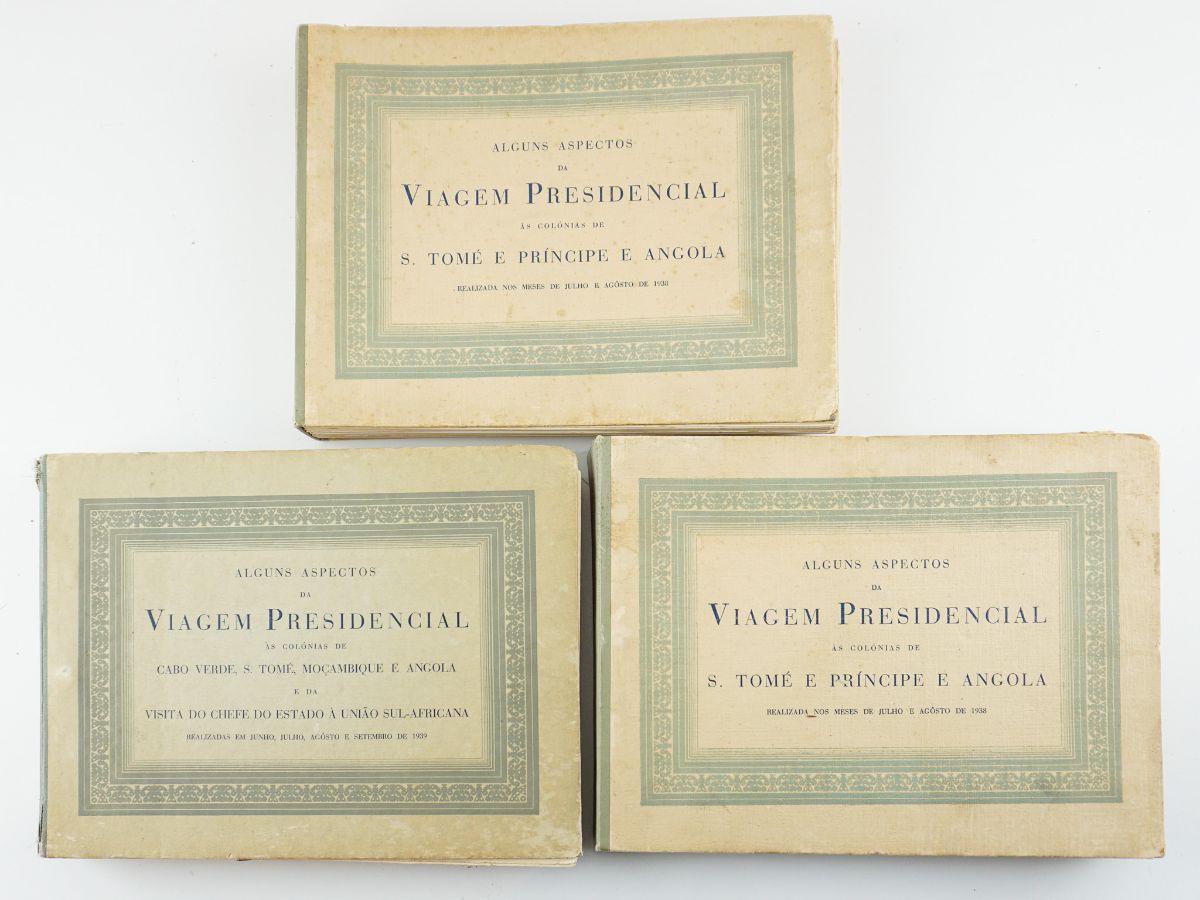 ALGUNS ASPECTOS
DA
VIAGEM PRESIDENCIAL
ÀS COLÓNIAS DE
S. TOMÉ E PRÍNCIPE E ANGOLA
REALIZADA NOS MESES DE JULHO E AGÔSTO DE 1938
ALGUNS ASPECTOS
DA
VIAGEM PRESIDENCIAL
ÀS COLÓNIAS DE
CABO VERDE, S. TOMÉ, MOÇAMBIQUE E ANGOLA
E DA
VISITA DO CHEFE DO ESTADO À UNIÃO SUL-AFRICANA
REALIZADAS EM JUNHO, JULHO, AGÔSTO E SETEMBRO DE 1939
ALGUNS ASPECTOS
DA
VIAGEM PRESIDENCIAL
ÀS COLÓNIAS DE
S. TOMÉ E PRÍNCIPE E ANGOLA
REALIZADA NOS MESES DE JULHO E AGÔSTO DE 1938